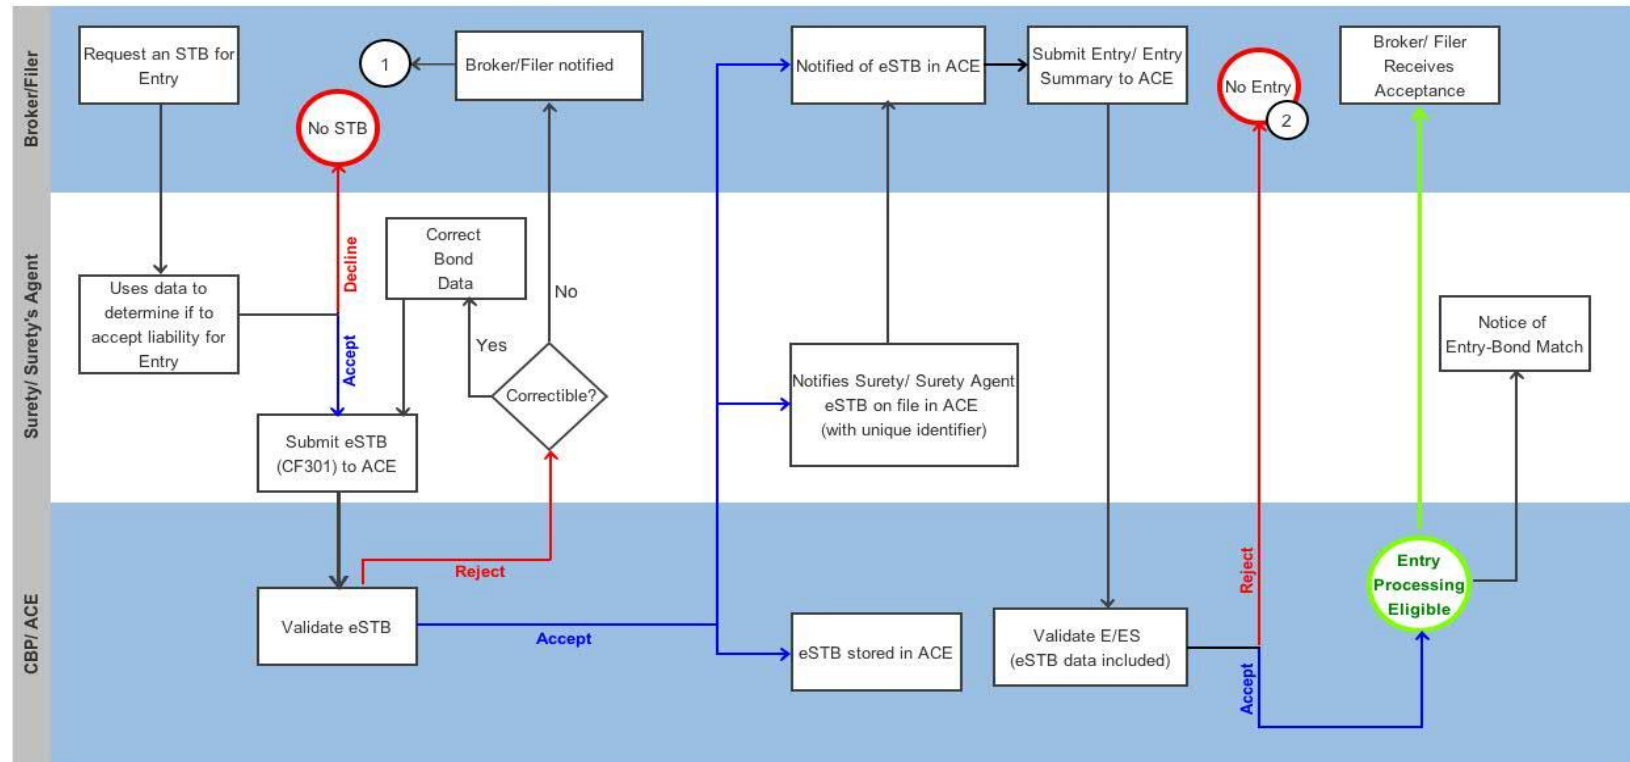 Broker/Filer
Request an STB for
Entry
No STB
1
Broker/Filer notified
Notified of eSTB in ACE
Submit Entry/ Entry
Summary to ACE
No Entry
2
Broker/ Filer
Receives
Acceptance
Surety/ Surety's Agent
Uses data to
determine if to
accept liability for
Entry
Decline
Accept
Correct
Bond
Data
Yes
No
Correctible?
Submit eSTB
(CF301) to ACE
Notifies Surety/ Surety Agent
eSTB on file in ACE
(with unique identifier)
Notice of
Entry-Bond Match
CBP/ ACE
Validate eSTB
Reject
Accept
eSTB stored in ACE
Validate E/ES
(eSTB data included)
Reject
Accept
Entry
Processing
Eligible